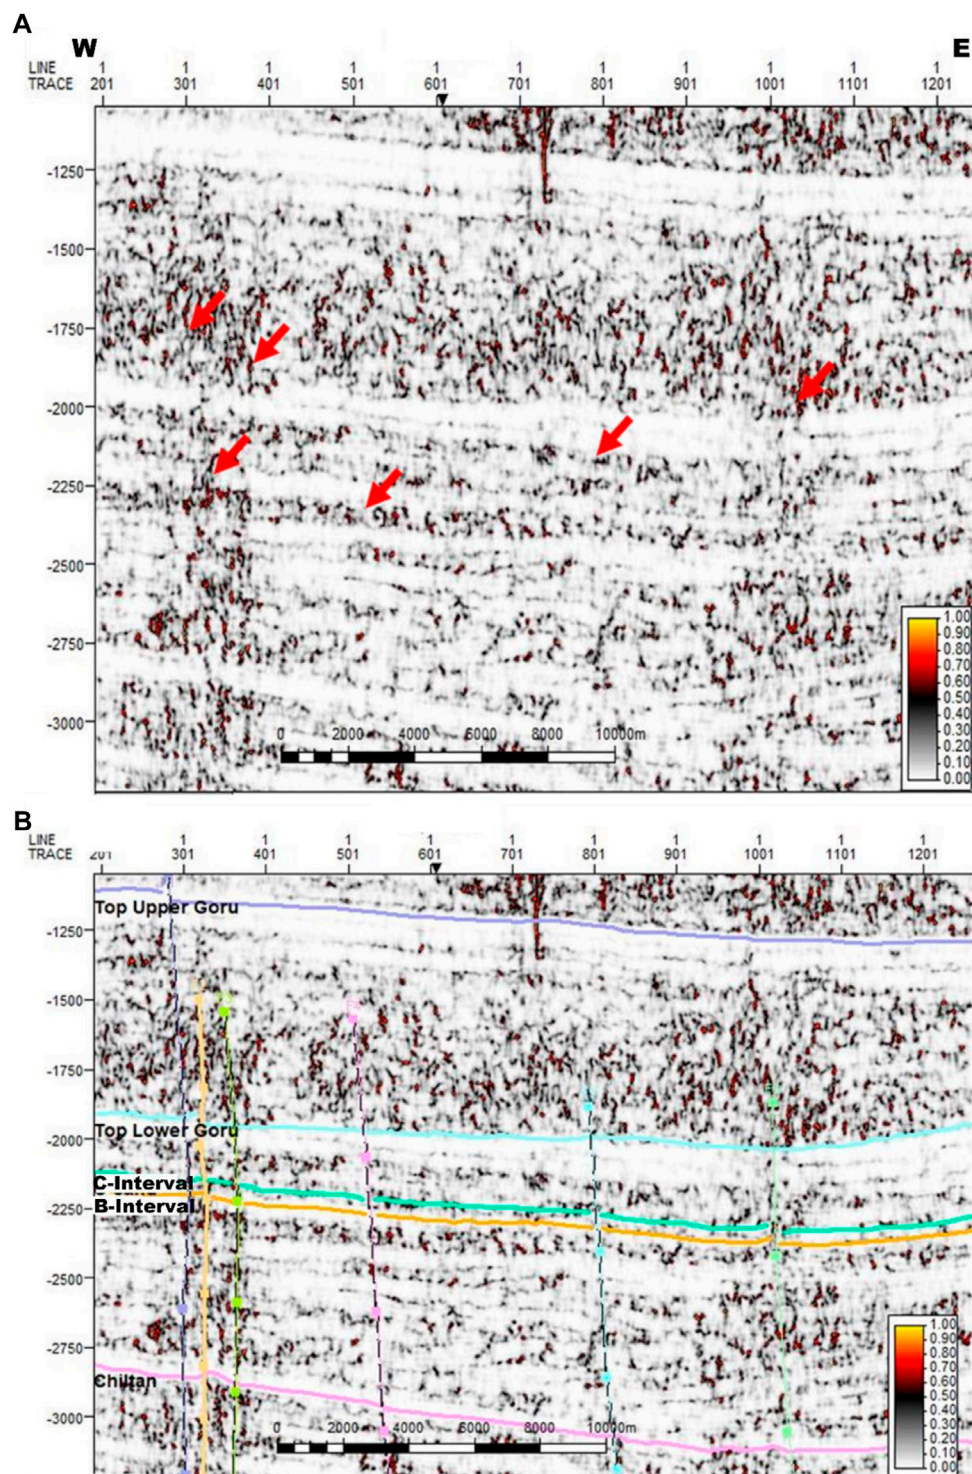 A
W E
LINE 1 1 1 1 1 1 1 1 1 1 1
TRACE 201 301 401 501 601 701 801 901 1001 1101 1201
-1250
-1500
-1750
-2000
-2250
-2500
-2750
-3000
0 2000 4000 6000 8000 10000m
1.00
0.90
0.80
0.70
0.60
0.50
0.40
0.30
0.20
0.10
0.00
B
LINE 1 1 1 1 1 1 1 1 1 1
TRACE 201 301 401 501 601 701 801 901 1001 1101 1201
Top Upper Goru
-1250
-1500
-1750
-2000
Top Lower Goru
C-Interval
B-Interval
-2250
-2500
-2750
Chiltan
-3000
0 2000 4000 6000 8000 10000m
1.00
0.90
0.80
0.70
0.60
0.50
0.40
0.30
0.20
0.10
0.00